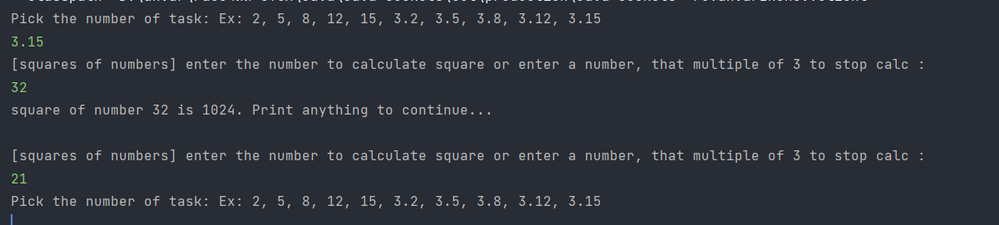 Pick the number of task: Ex: 2, 5, 8, 12, 15, 3.2, 3.5, 3.8, 3.12, 3.15
3.15
[squares of numbers] enter the number to calculate square or enter a number, that multiple of 3 to stop calc :
32
square of number 32 is 1024. Print anything to continue...
[squares of numbers] enter the number to calculate square or enter a number, that multiple of 3 to stop calc :
21
Pick the number of task: Ex: 2, 5, 8, 12, 15, 3.2, 3.5, 3.8, 3.12, 3.15